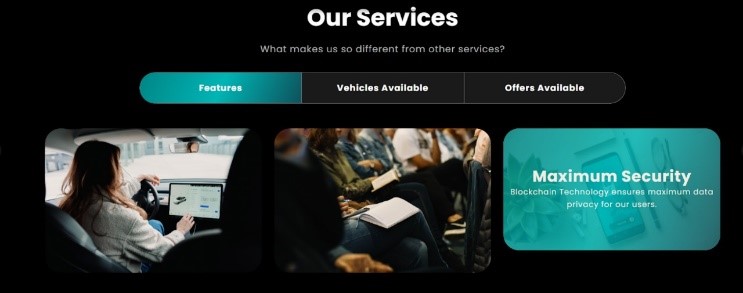 Our Services
What makes us so different from other services?
Features
Vehicles Available
Offers Available
Maximum Security
Blockchain Technology ensures maximum data
privacy for our users.